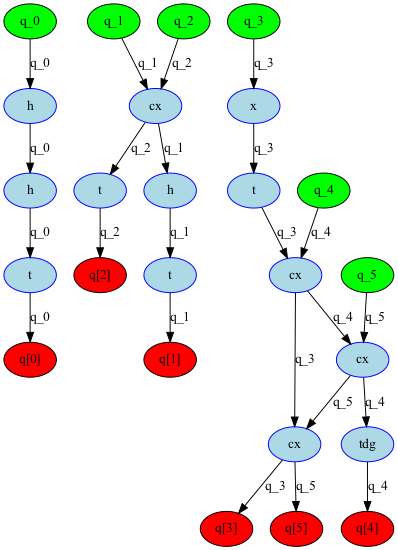 q_0 q_1 q_2 q_3
q_0 q_1 q_2 q_3
h cx x
q_0 q_2 q_1 q_3
h t h t q_4
q_0 q_2 q_1 q_3 q_4
t q[2] t cx q_5
q_0 q_1 q_4 q_5
q[0] q[1] q_3 cx
q_5 q_4
cx tdg
q_3 q_5 q_4
q[3] q[5] q[4]